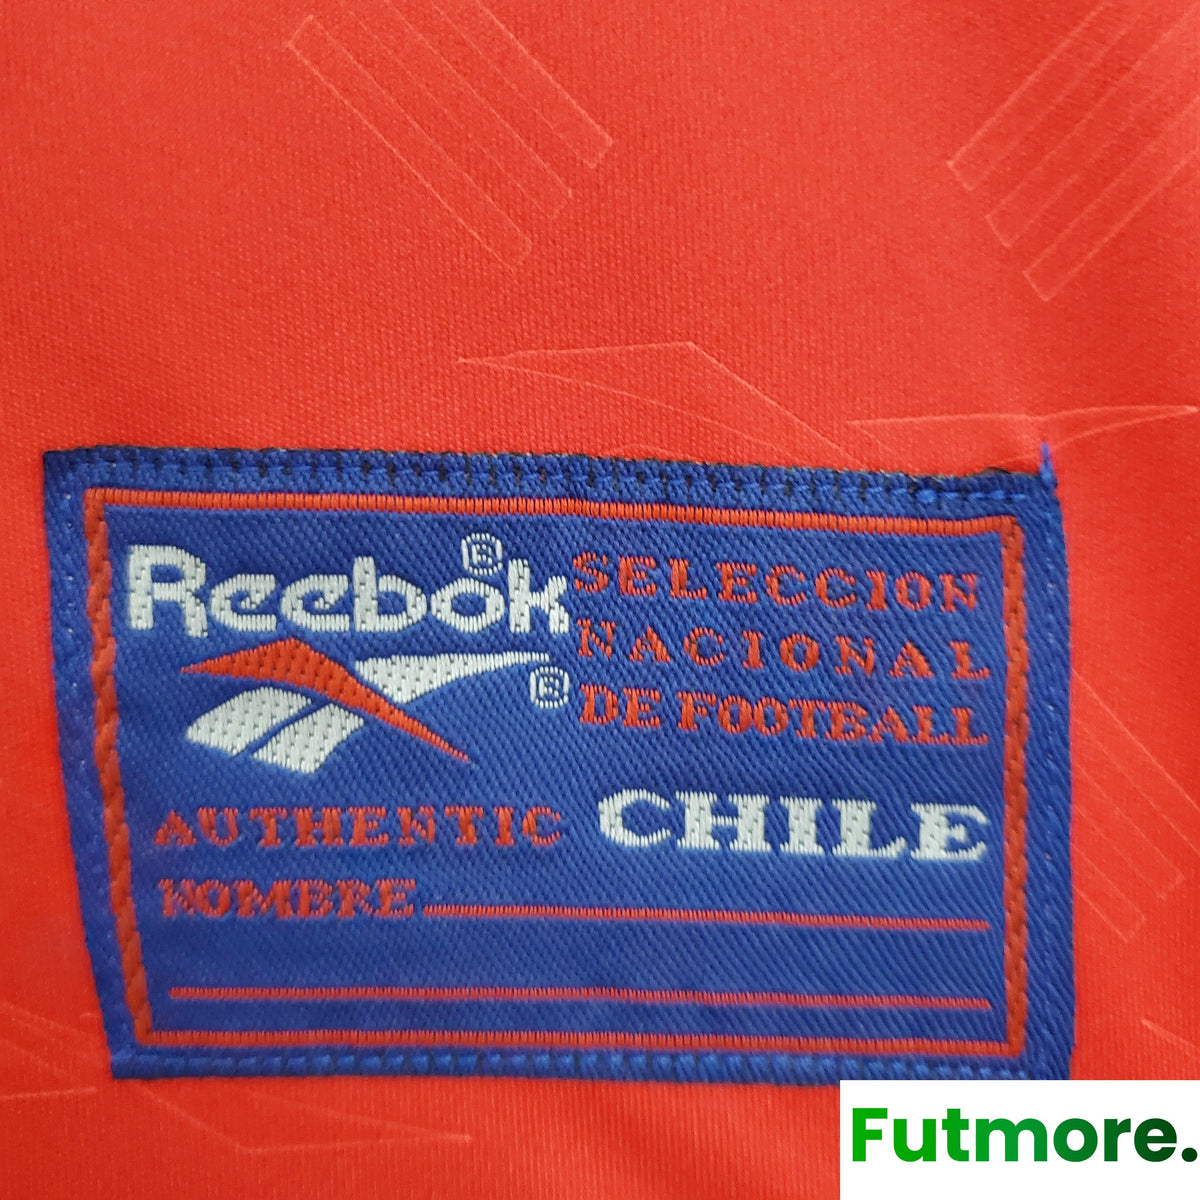 Reebok®
®
SELECCION
NACIONAL
DE FOOTBALL
AUTHENTIC CHILE
NOMBRE
Futmore.